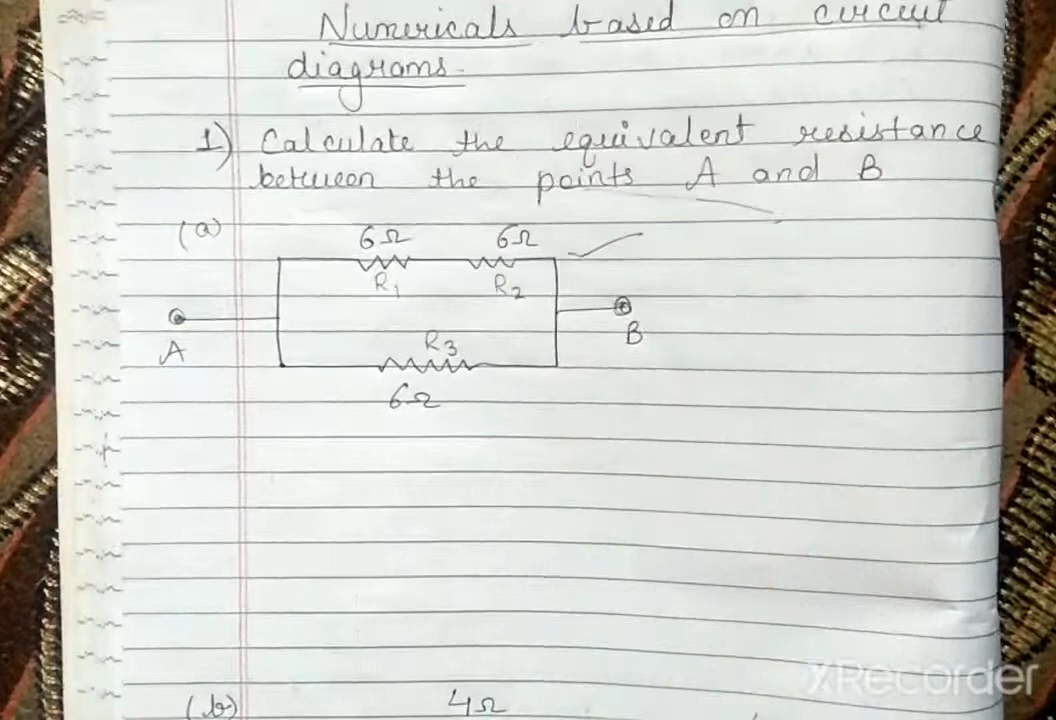 Numericals based on circuit
diagrams.
1) Calculate the equivalent resistance
between the points A and B
(a)
6Ω 6Ω
R1 R2
A
B
R3
6Ω
(b) 4Ω
XRecorder